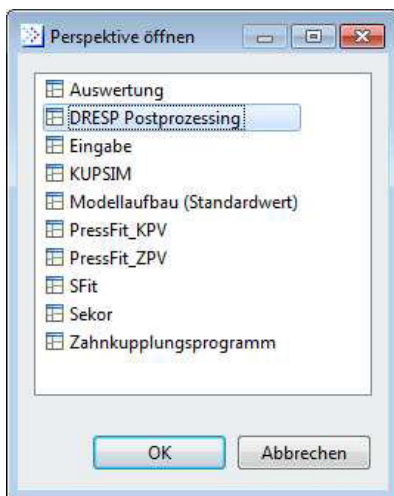 Perspektive öffnen
Auswertung
DRESP Postprozessing
Eingabe
KUPSIM
Modellaufbau (Standardwert)
PressFit_KPV
PressFit_ZPV
SFit
Sekor
Zahnkupplungsprogramm
OK Abbrechen